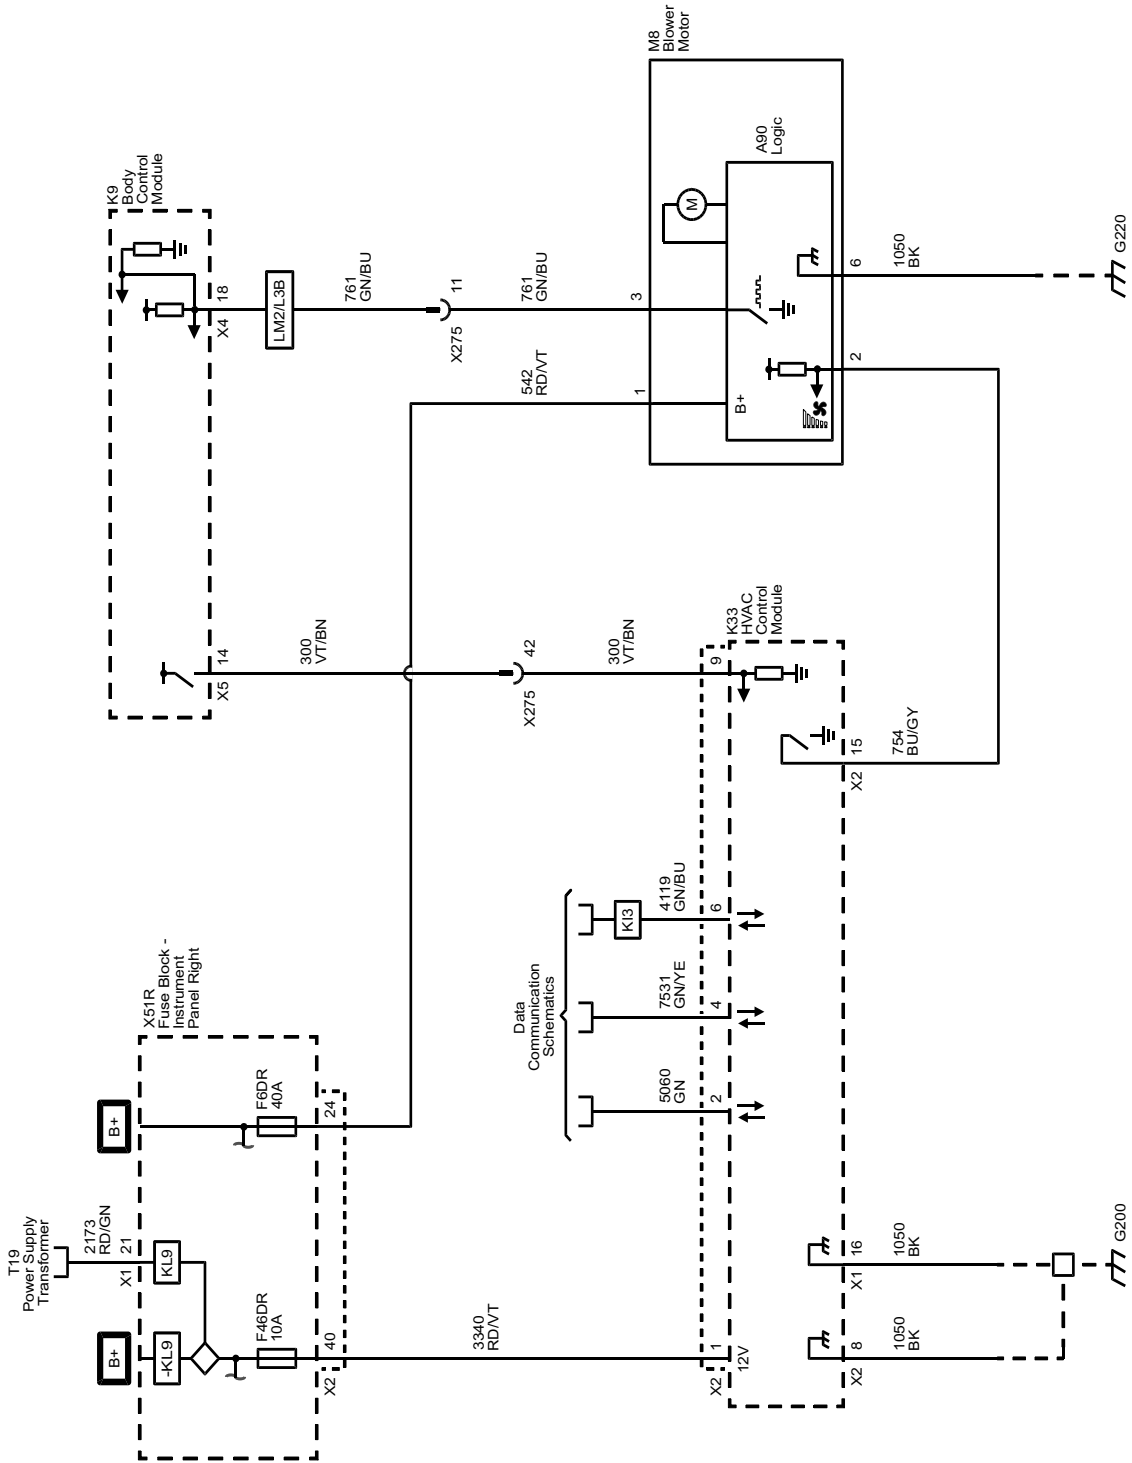 T19
Power Supply
Transformer
2173
RD/GN
21
X1
B+
B+
-KL9
KL9
X51R
Fuse Block -
Instrument
Panel Right
F46DR
10A
F6DR
40A
X2
40
24
3340
RD/VT
K9
Body
Control
Module
X5
14
X4
18
LM2/L3B
300
VT/BN
X275
42
300
VT/BN
761
GN/BU
X275
11
761
GN/BU
542
RD/VT
1
3
M8
Blower
Motor
A90
Logic
M
B+
2
6
1050
BK
G220
Data
Communication
Schematics
KI3
5060
GN
7531
GN/YE
4119
GN/BU
X2
1
2
4
6
9
K33
HVAC
Control
Module
12V
X2
8
X1
16
X2
15
1050
BK
1050
BK
754
BU/GY
G200